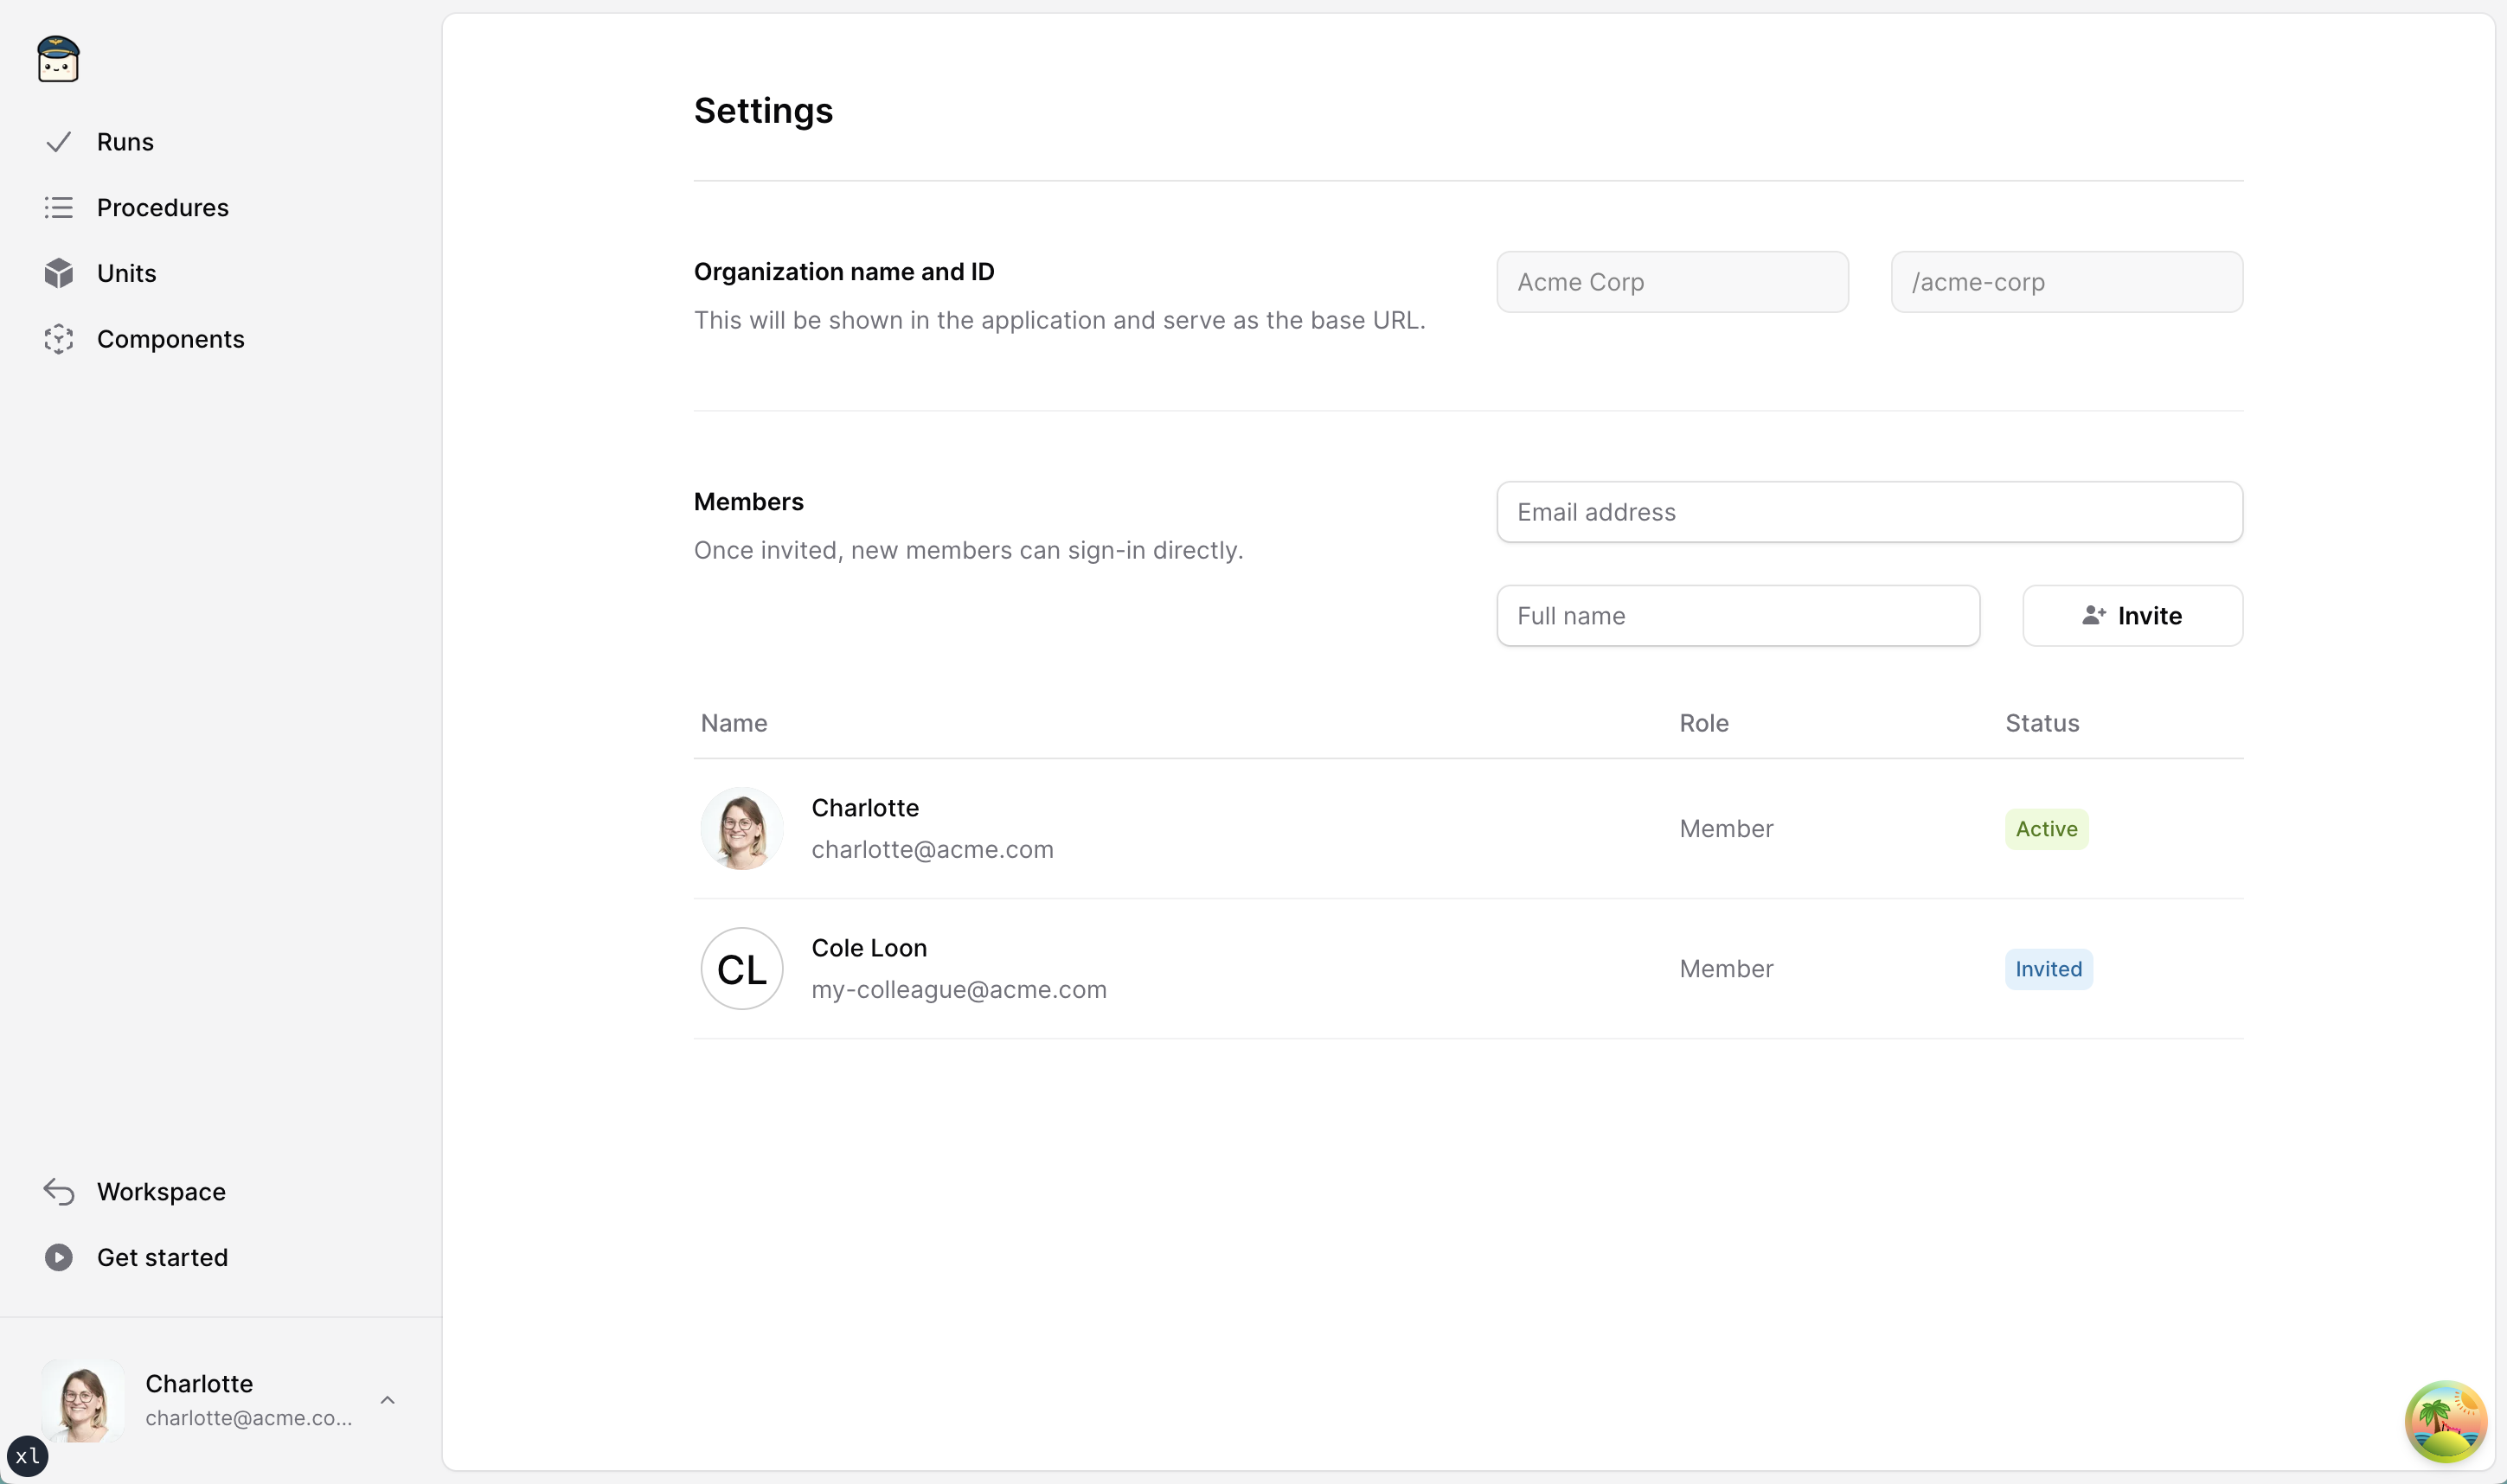 Runs
Procedures
Units
Components
Workspace
Get started
Charlotte
charlotte@acme.co...
xl
Settings
Organization name and ID
This will be shown in the application and serve as the base URL.
Acme Corp
/acme-corp
Members
Once invited, new members can sign-in directly.
Email address
Full name
Invite
Name Role Status
Charlotte
charlotte@acme.com
Member
Active
CL
Cole Loon
my-colleague@acme.com
Member
Invited